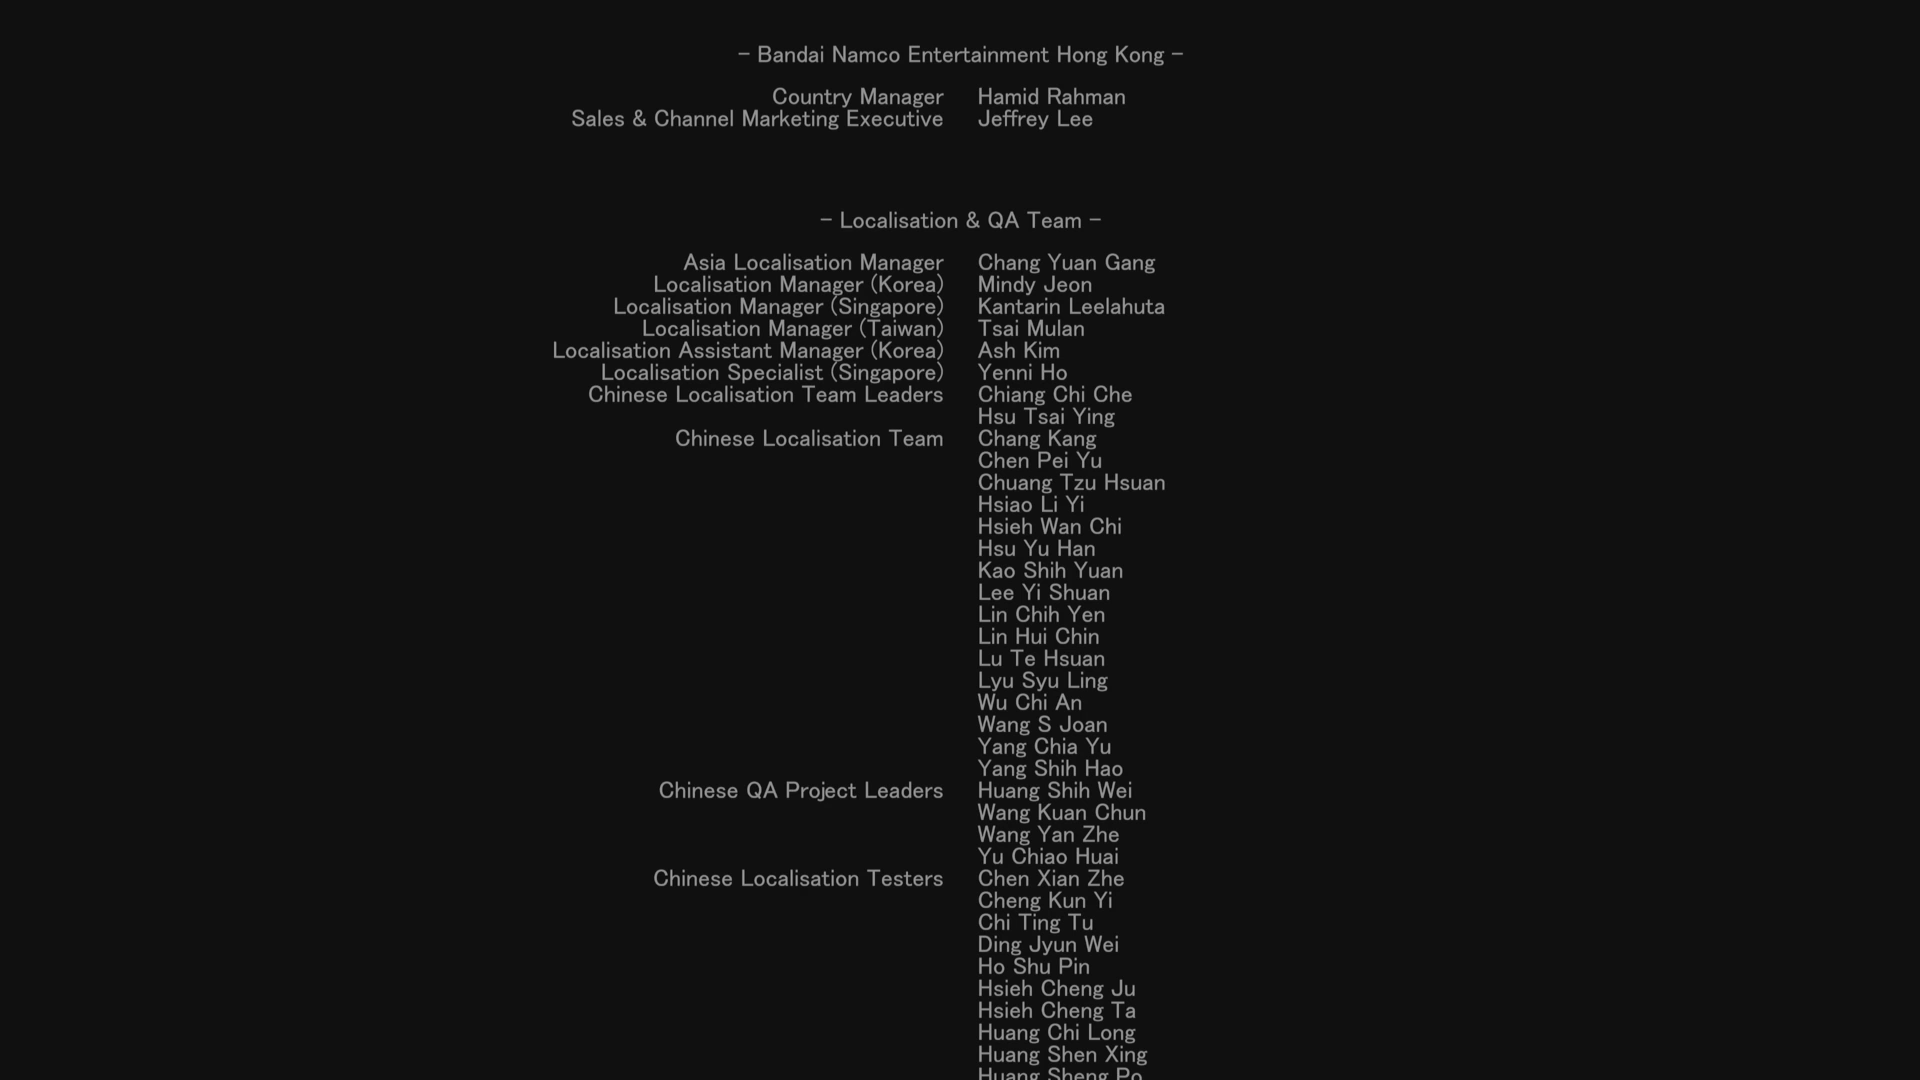 – Bandai Namco Entertainment Hong Kong –
Country Manager Hamid Rahman
Sales & Channel Marketing Executive Jeffrey Lee
– Localisation & QA Team –
Asia Localisation Manager Chang Yuan Gang
Localisation Manager (Korea) Mindy Jeon
Localisation Manager (Singapore) Kantarin Leelahuta
Localisation Manager (Taiwan) Tsai Mulan
Localisation Assistant Manager (Korea) Ash Kim
Localisation Specialist (Singapore) Yenni Ho
Chinese Localisation Team Leaders Chiang Chi Che
Hsu Tsai Ying
Chinese Localisation Team Chang Kang
Chen Pei Yu
Chuang Tzu Hsuan
Hsiao Li Yi
Hsieh Wan Chi
Hsu Yu Han
Kao Shih Yuan
Lee Yi Shuan
Lin Chih Yen
Lin Hui Chin
Lu Te Hsuan
Lyu Syu Ling
Wu Chi An
Wang S Joan
Yang Chia Yu
Yang Shih Hao
Chinese QA Project Leaders Huang Shih Wei
Wang Kuan Chun
Wang Yan Zhe
Yu Chiao Huai
Chinese Localisation Testers Chen Xian Zhe
Cheng Kun Yi
Chi Ting Tu
Ding Jyun Wei
Ho Shu Pin
Hsieh Cheng Ju
Hsieh Cheng Ta
Huang Chi Long
Huang Shen Xing
Huang Sheng Po